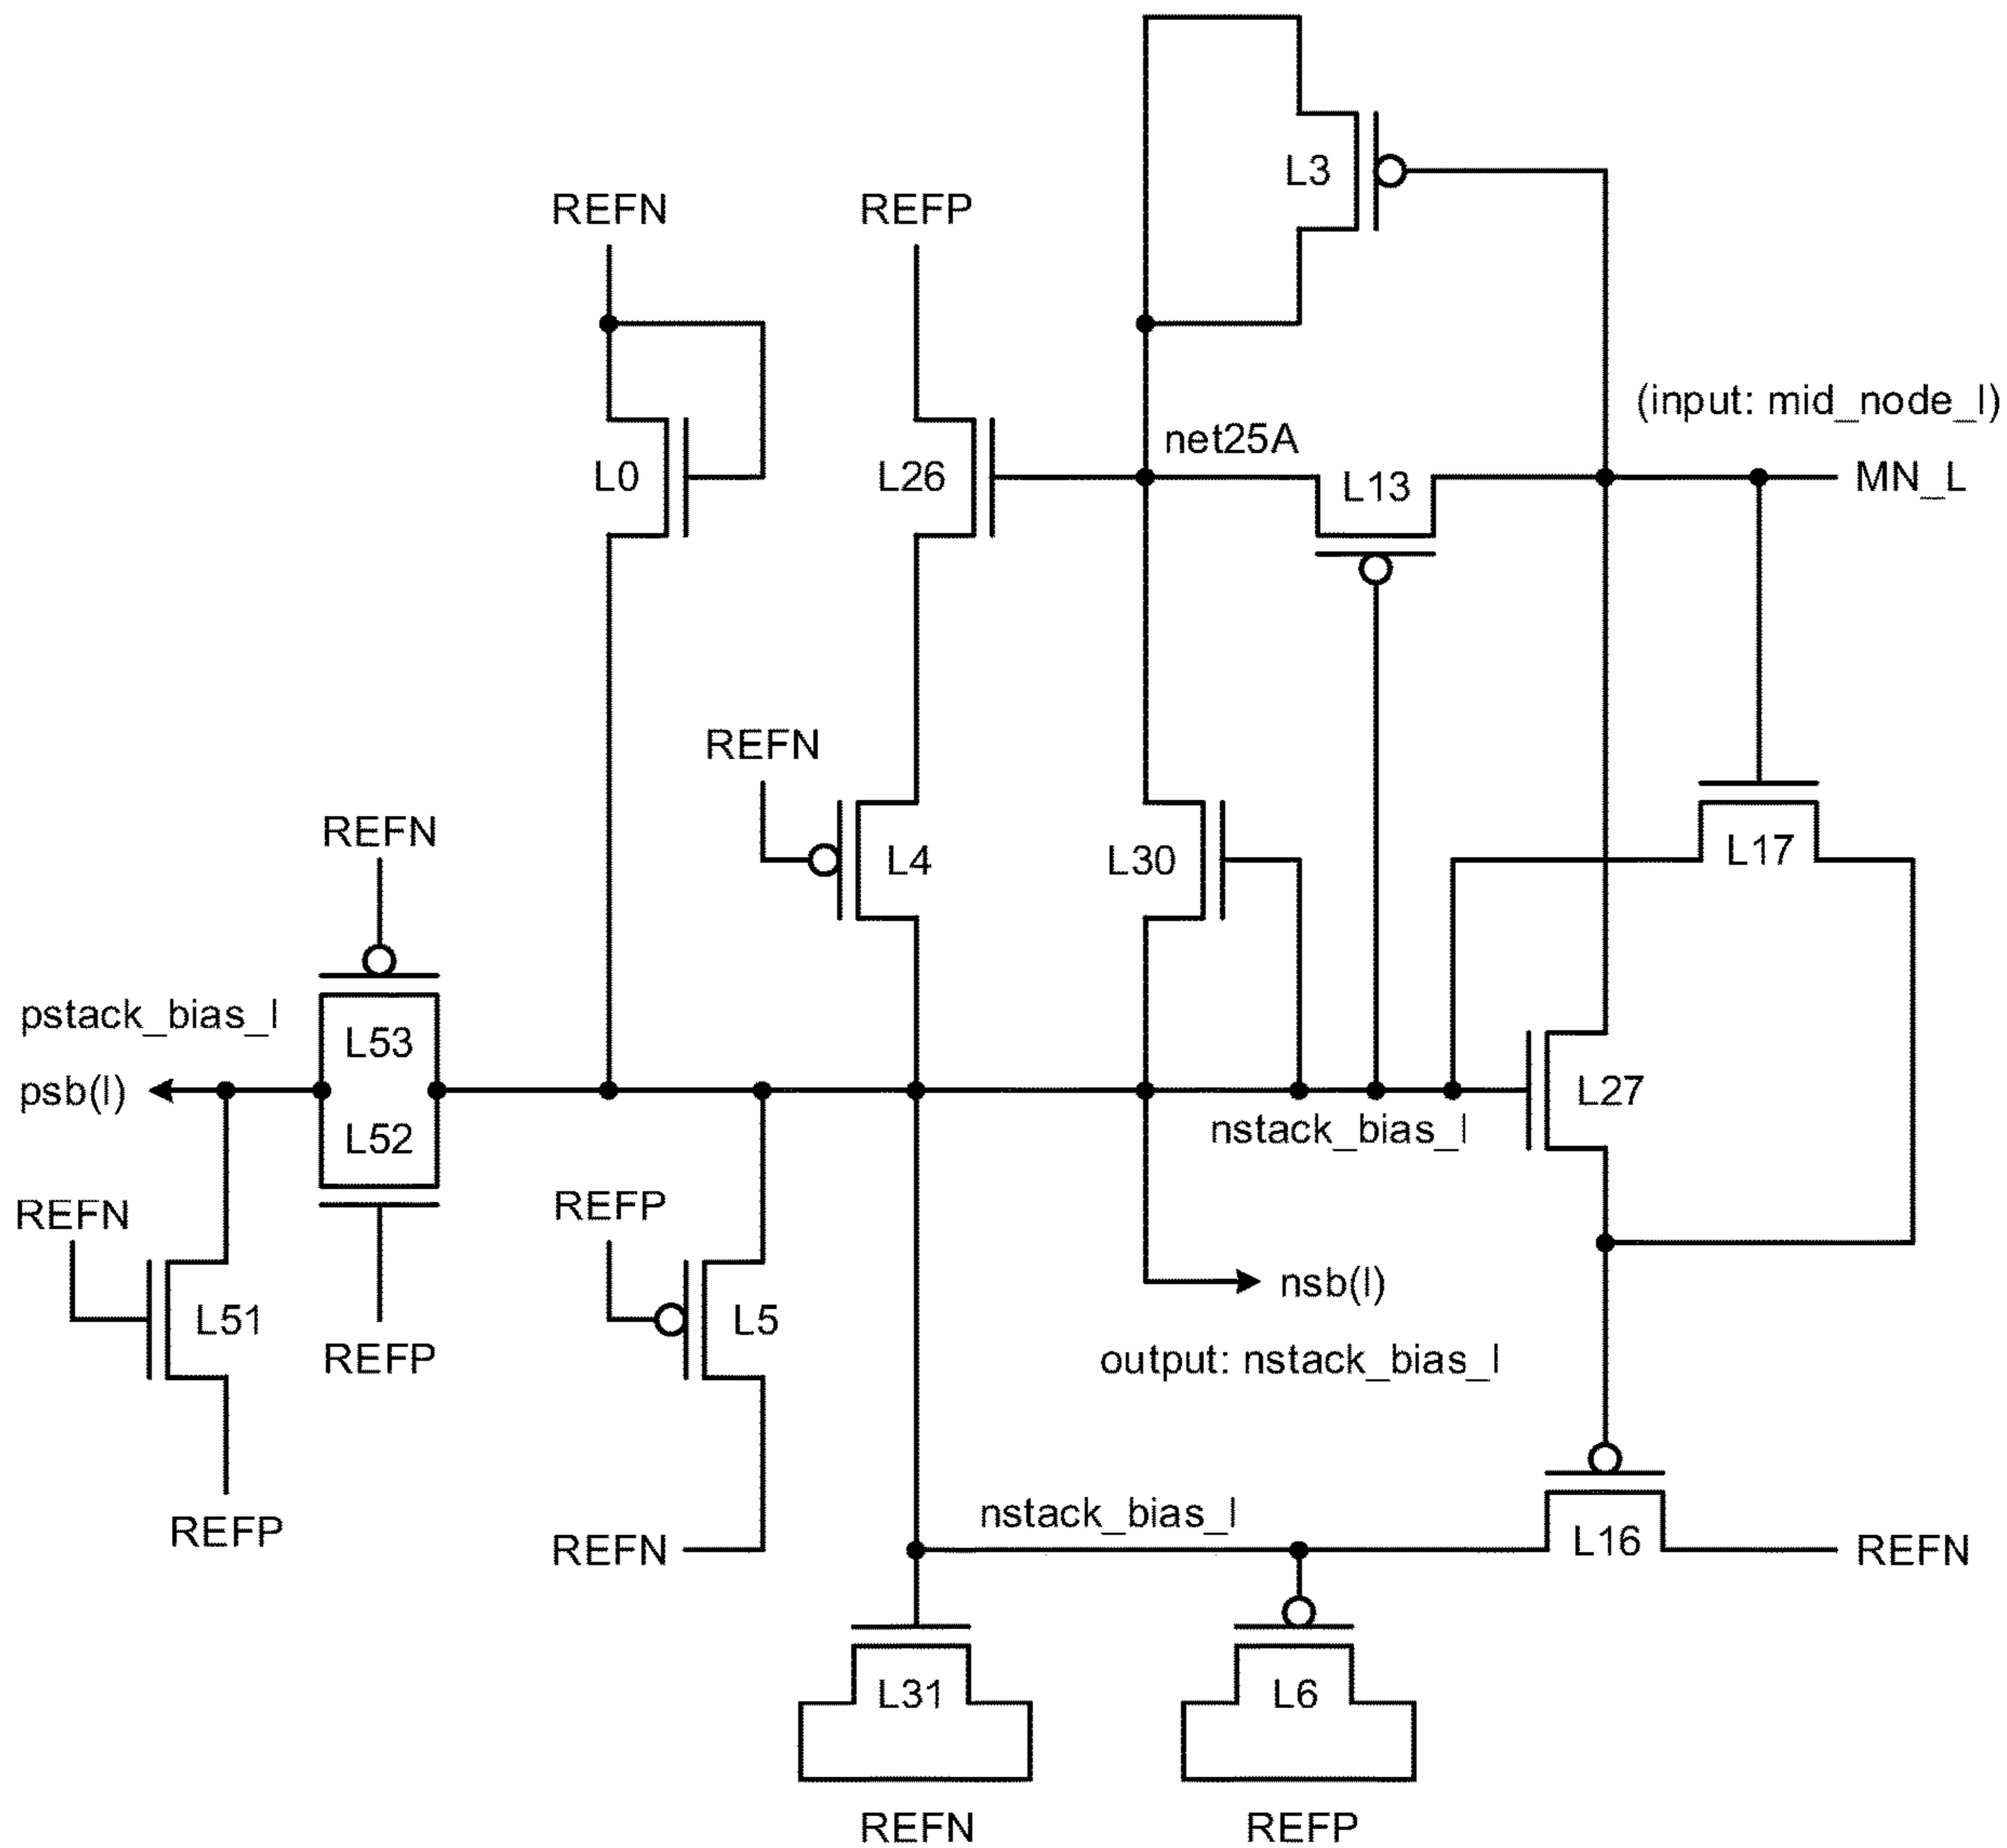 L3
REFN
REFP
(input: mid_node_l)
net25A
L0
L26
L13
MN_L
REFN
REFN
L4
L30
L17
pstack_bias_l
L53
psb(l)
L52
L27
nstack_bias_l
REFN
REFP
L51
L5
nsb(l)
REFP
output: nstack_bias_l
REFP
nstack_bias_l
REFN
L16
REFN
L31
L6
REFN
REFP